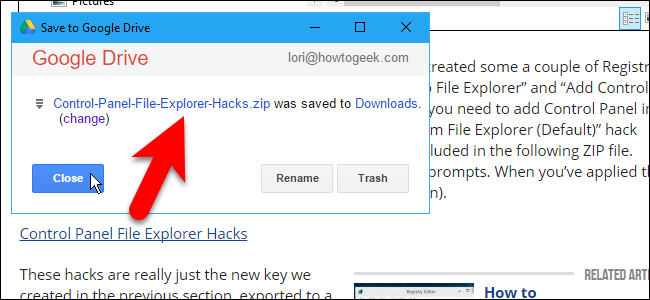 Pictures
Save to Google Drive
Google Drive
lori@howtogeek.com
Control-Panel-File-Explorer-Hacks.zip was saved to Downloads.
(change)
Close
Rename
Trash
created some a couple of Registr
File Explorer” and “Add Control
you need to add Control Panel in
m File Explorer (Default)” hack
cluded in the following ZIP file.
prompts. When you’ve applied th
n).
Control Panel File Explorer Hacks
These hacks are really just the new key we
created in the previous section, exported to a
RELATED ARTI
Registry Editor
How to